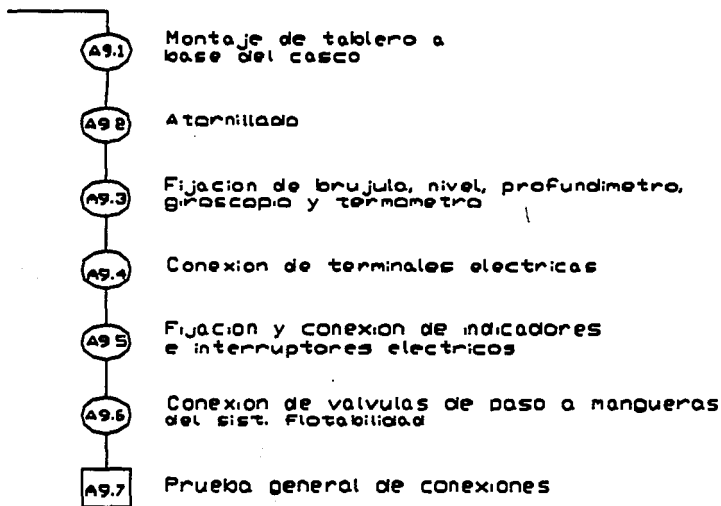 A9.1 Montaje de tablero a
base del casco
A9.2 Atornillado
A9.3 Fijacion de brujula, nivel, profundimetro,
giroscopio y termometro
A9.4 Conexion de terminales electricas
A9.5 Fijacion y conexion de indicadores
e interruptores electricos
A9.6 Conexion de valvulas de paso a mangueras
del sist. Flotabilidad
A9.7 Prueba general de conexiones